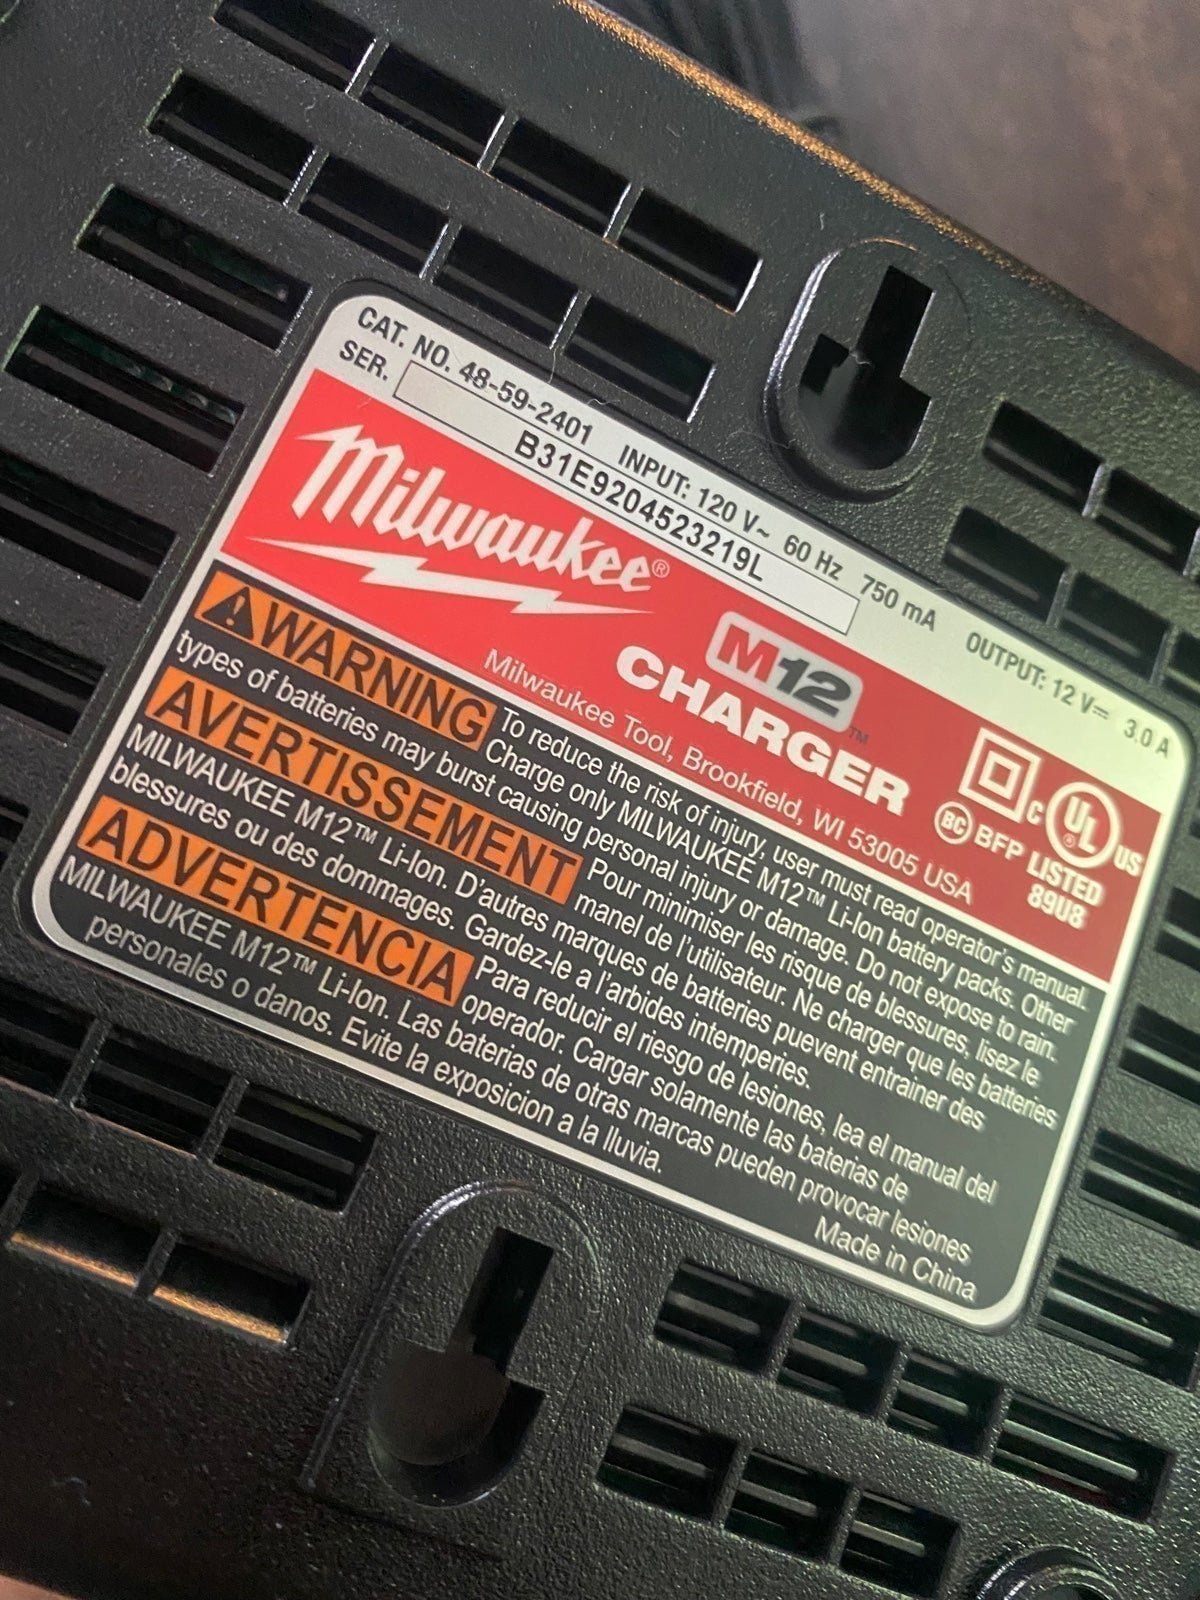 CAT. NO. 48-59-2401 INPUT: 120 V~ 60 Hz 750 mA OUTPUT: 12 V⎓ 3.0 A
SER. B31E9204523219L
Milwaukee®
M12™
CHARGER
Milwaukee Tool, Brookfield, WI 53005 USA
C UL® US
BC BFP LISTED
89U8
⚠WARNING To reduce the risk of injury, user must read operator's manual.
Charge only MILWAUKEE M12™ Li-Ion battery packs. Other
types of batteries may burst causing personal injury or damage. Do not expose to rain.
AVERTISSEMENT Pour minimiser les risque de blessures, lisez le
manel de l'utilisateur. Ne charger que les batteries
MILWAUKEE M12™ Li-Ion. D'autres marques de batteries puevent entrainer des
blessures ou des dommages. Gardez-le a l'arbides intemperies.
ADVERTENCIA Para reducir el riesgo de lesiones, lea el manual del
operador. Cargar solamente las baterias de
MILWAUKEE M12™ Li-Ion. Las baterias de otras marcas pueden provocar lesiones
personales o danos. Evite la exposicion a la lluvia.
Made in China